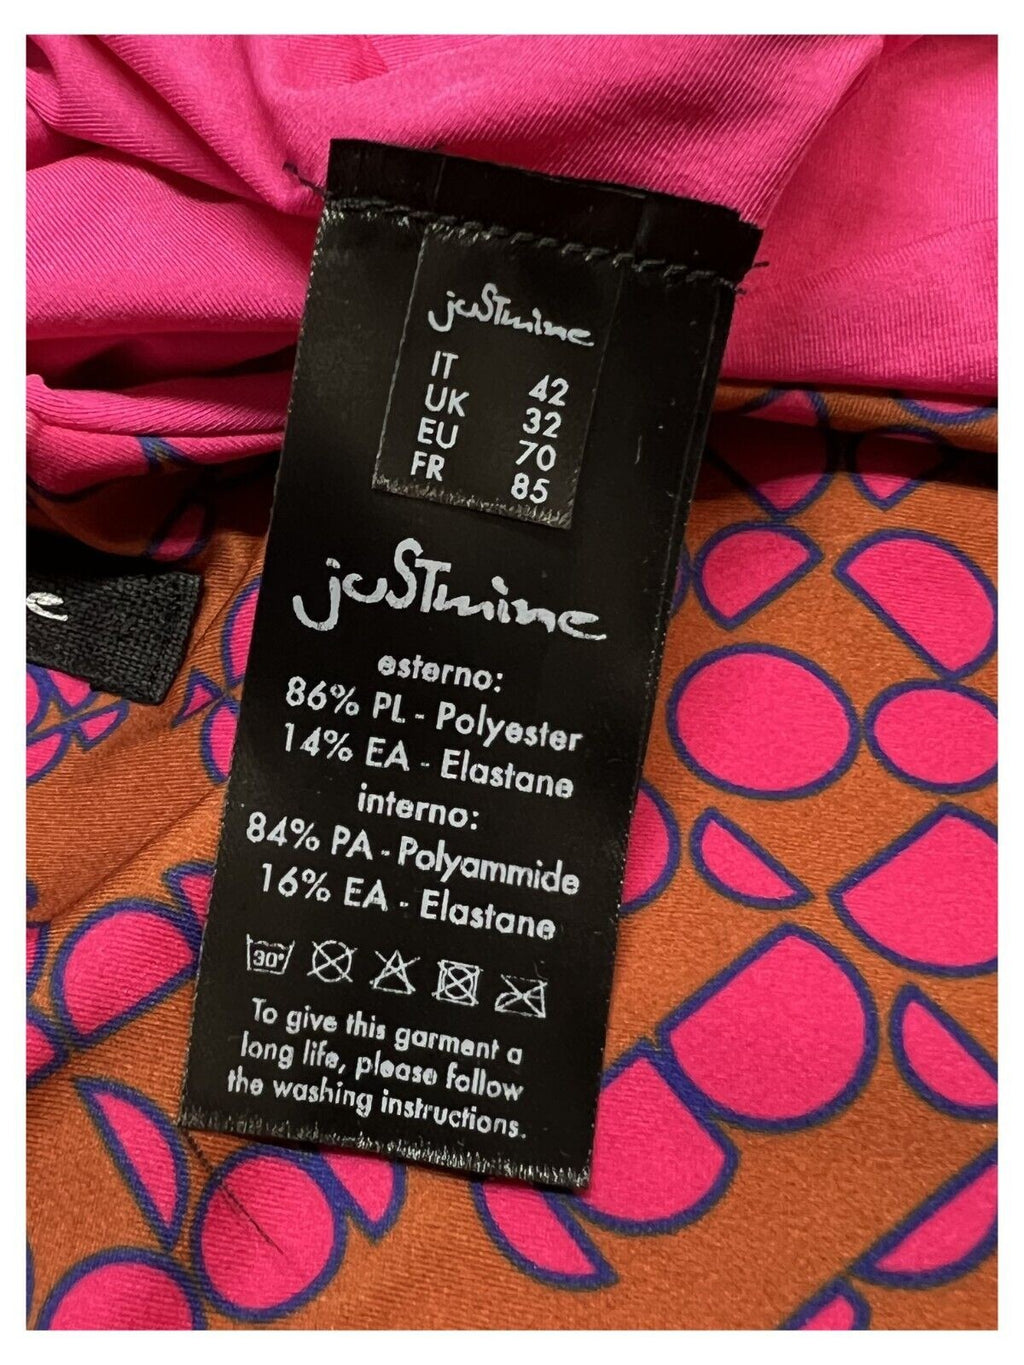 juSTmine
IT 42
UK 32
EU 70
FR 85
juSTmine
esterno:
86% PL - Polyester
14% EA - Elastane
interno:
84% PA - Polyammide
16% EA - Elastane
30°
To give this garment a
long life, please follow
the washing instructions.
e